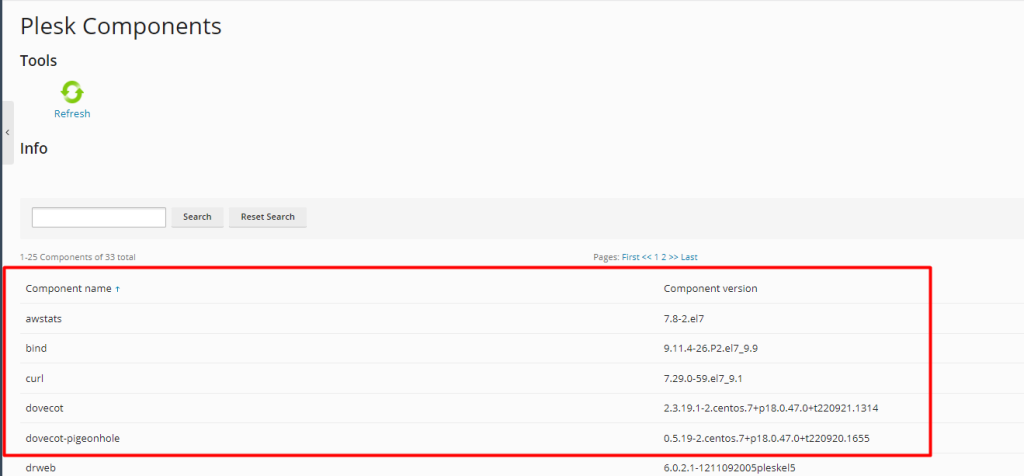 Plesk Components
Tools
Refresh
Info
Search Reset Search
1-25 Components of 33 total Pages: First << 1 2 >> Last
Component name ↑ Component version
awstats 7.8-2.el7
bind 9.11.4-26.P2.el7_9.9
curl 7.29.0-59.el7_9.1
dovecot 2.3.19.1-2.centos.7+p18.0.47.0+t220921.1314
dovecot-pigeonhole 0.5.19-2.centos.7+p18.0.47.0+t220920.1655
drweb 6.0.2.1-1211092005pleskel5